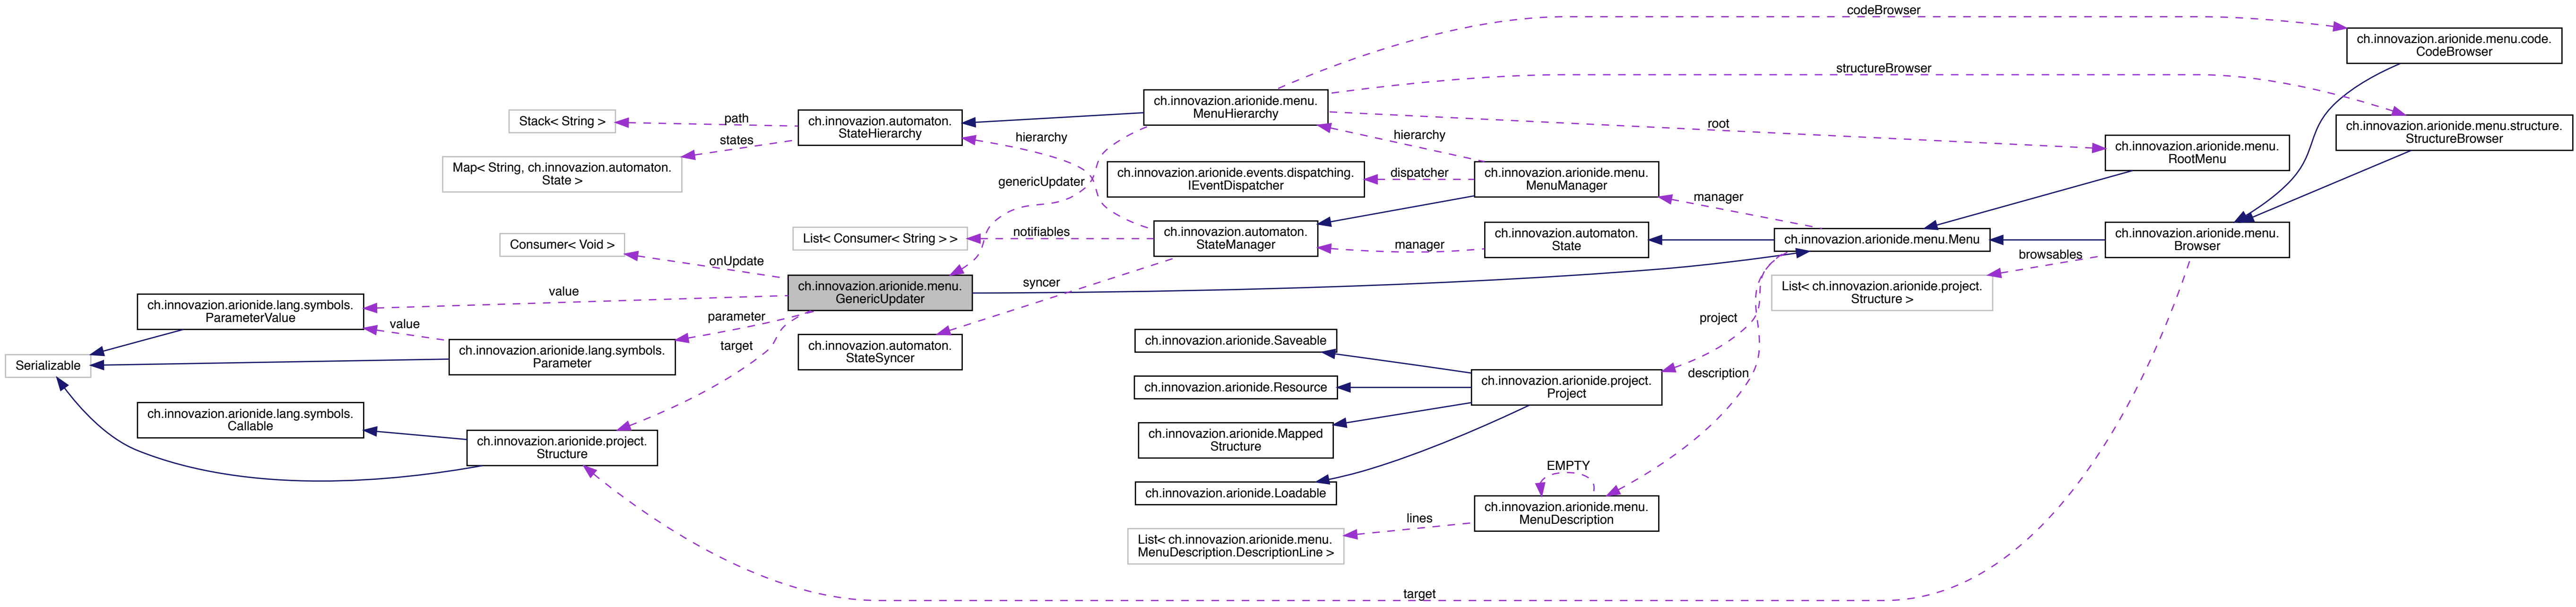 codeBrowser
ch.innovazion.arionide.menu.code.
CodeBrowser
structureBrowser
ch.innovazion.arionide.menu.
MenuHierarchy
Stack< String >
path
ch.innovazion.automaton.
StateHierarchy
states
hierarchy
root
hierarchy
ch.innovazion.arionide.menu.structure.
StructureBrowser
ch.innovazion.arionide.menu.
RootMenu
Map< String, ch.innovazion.automaton.
State >
genericUpdater
ch.innovazion.arionide.events.dispatching.
IEventDispatcher
dispatcher
ch.innovazion.arionide.menu.
MenuManager
manager
Consumer< Void >
List< Consumer< String > >
notifiables
ch.innovazion.automaton.
StateManager
manager
ch.innovazion.automaton.
State
ch.innovazion.arionide.menu.Menu
ch.innovazion.arionide.menu.
Browser
onUpdate
browsables
ch.innovazion.arionide.menu.
GenericUpdater
syncer
List< ch.innovazion.arionide.project.
Structure >
value
ch.innovazion.arionide.lang.symbols.
ParameterValue
value
parameter
project
target
ch.innovazion.automaton.
StateSyncer
ch.innovazion.arionide.Saveable
Serializable
ch.innovazion.arionide.lang.symbols.
Parameter
description
ch.innovazion.arionide.Resource
ch.innovazion.arionide.project.
Project
ch.innovazion.arionide.lang.symbols.
Callable
ch.innovazion.arionide.project.
Structure
ch.innovazion.arionide.Mapped
Structure
EMPTY
ch.innovazion.arionide.Loadable
ch.innovazion.arionide.menu.
MenuDescription
lines
List< ch.innovazion.arionide.menu.
MenuDescription.DescriptionLine >
target